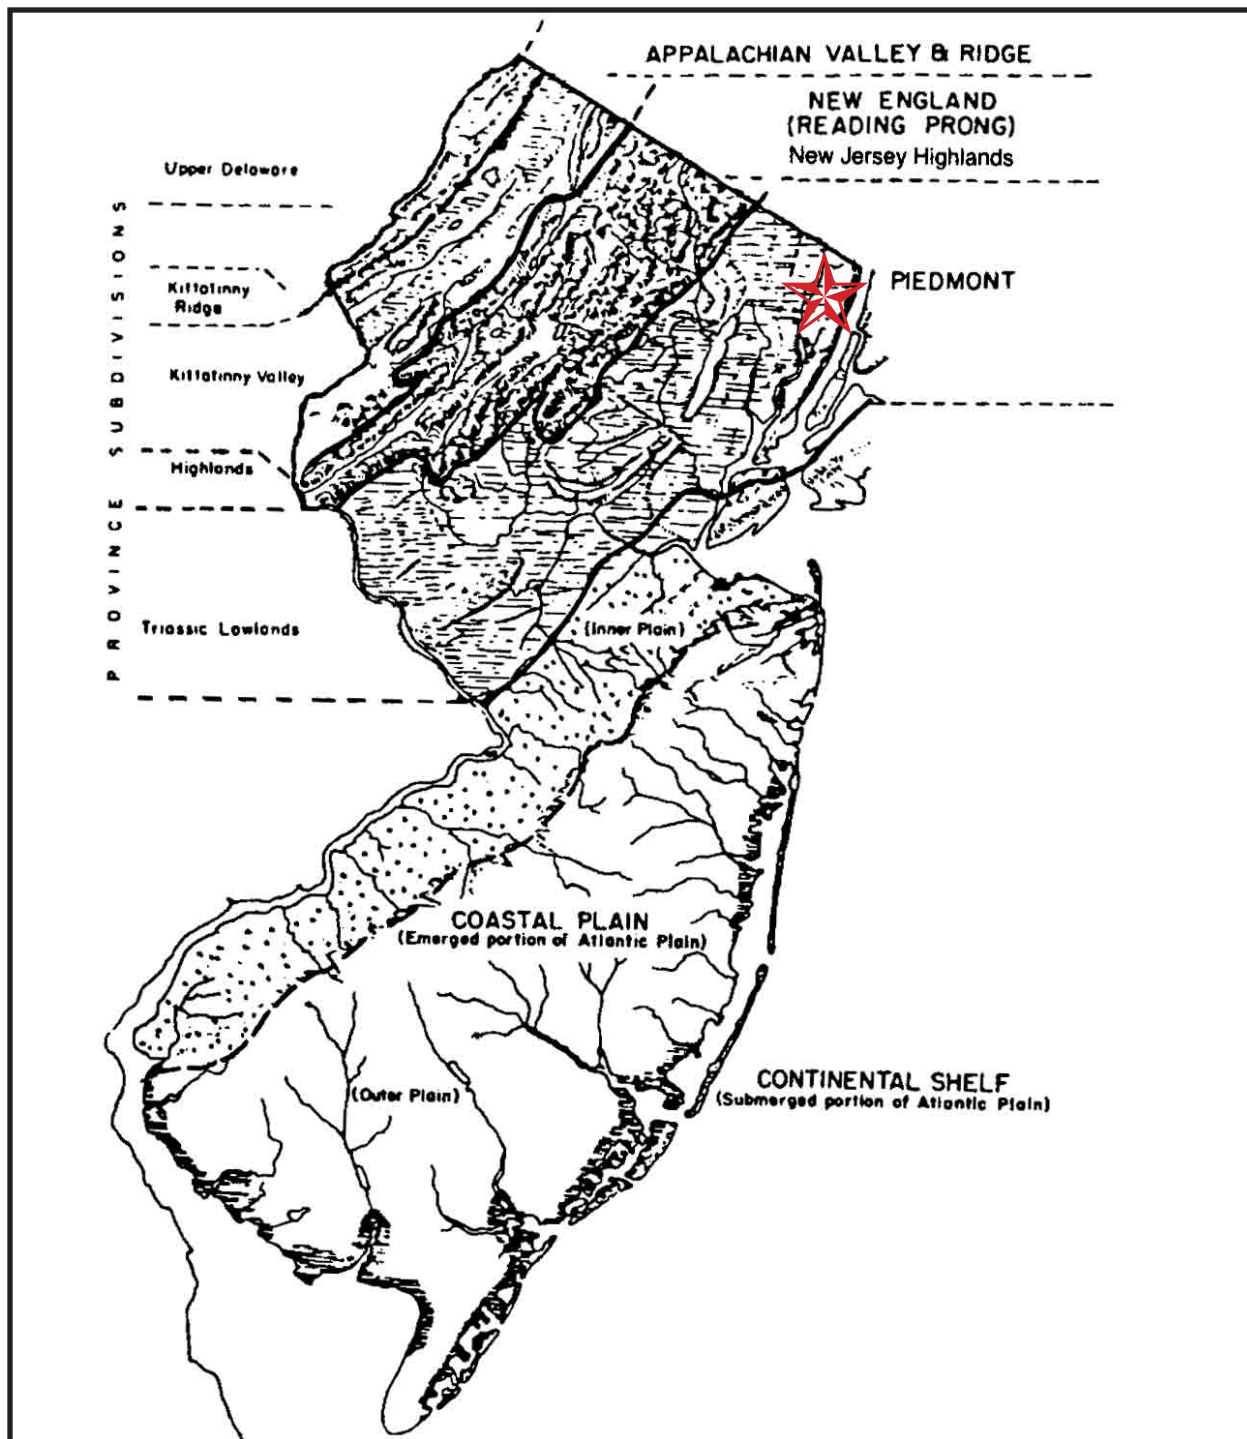 APPALACHIAN VALLEY & RIDGE
NEW ENGLAND
(READING PRONG)
New Jersey Highlands
Upper Delaware
PIEDMONT
Kittatinny
Ridge
Kittatinny Valley
Highlands
Triassic Lowlands
PROVINCE SUBDIVISIONS
(Inner Plain)
COASTAL PLAIN
(Emerged portion of Atlantic Plain)
(Outer Plain)
CONTINENTAL SHELF
(Submerged portion of Atlantic Plain)